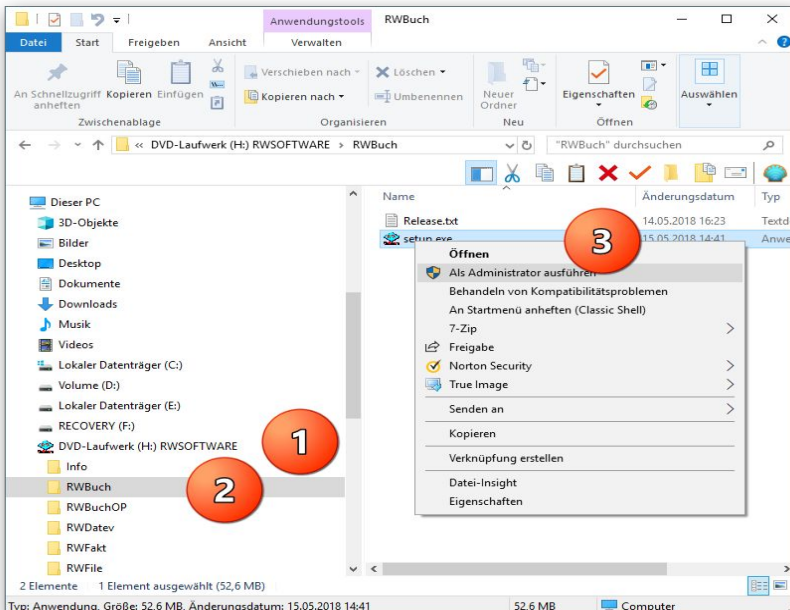 Anwendungstools RWBuch
Datei Start Freigeben Ansicht Verwalten
An Schnellzugriff anheften
Kopieren
Einfügen
Verschieben nach
Kopieren nach
Löschen
Umbenennen
Neuer Ordner
Eigenschaften
Auswählen
Zwischenablage Organisieren Neu Öffnen
« DVD-Laufwerk (H:) RWSOFTWARE > RWBuch
"RWBuch" durchsuchen
Name Änderungsdatum Typ
Release.txt 14.05.2018 16:23 Textd
setup.exe 15.05.2018 14:41 Anwe
Dieser PC
3D-Objekte
Bilder
Desktop
Dokumente
Downloads
Musik
Videos
Lokaler Datenträger (C:)
Volume (D:)
Lokaler Datenträger (E:)
RECOVERY (F:)
DVD-Laufwerk (H:) RWSOFTWARE
Info
RWBuch
RWBuchOP
RWDatev
RWFakt
RWFile
1
2
3
Öffnen
Als Administrator ausführen
Behandeln von Kompatibilitätsproblemen
An Startmenü anheften (Classic Shell)
7-Zip
Freigabe
Norton Security
True Image
Senden an
Kopieren
Verknüpfung erstellen
Datei-Insight
Eigenschaften
2 Elemente 1 Element ausgewählt (52,6 MB)
Typ: Anwendung, Größe: 52,6 MB, Änderungsdatum: 15.05.2018 14:41 52,6 MB Computer